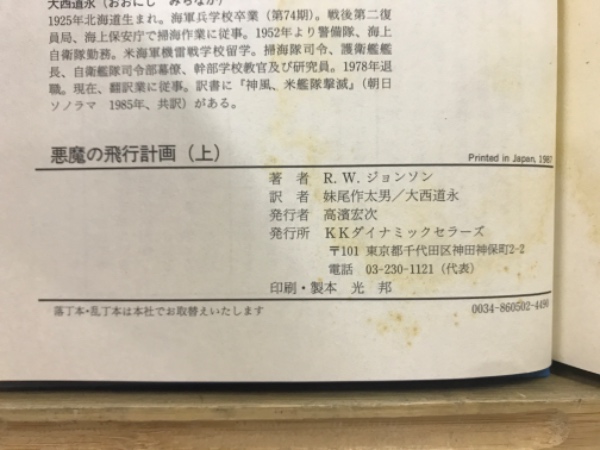 大西道永(おおにし みちなが)
1925年北海道生まれ。海軍兵学校卒業(第74期)。戦後第二復
員局、海上保安庁で掃海作業に従事。1952年より警備隊、海上
自衛隊勤務。米海軍機雷戦学校留学。掃海隊司令、護衛艦艦
長、自衛艦隊司令部幕僚、幹部学校教官及び研究員。1978年退
職。現在、翻訳業に従事。訳書に『神風、米艦隊撃滅』(朝日
ソノラマ 1985年、共訳)がある。
悪魔の飛行計画(上)
Printed in Japan, 1987
著 者 R. W. ジョンソン
訳 者 妹尾作太男/大西道永
発行者 高濱宏次
発行所 KKダイナミックセラーズ
〒101 東京都千代田区神田神保町2-2
電話 03-230-1121(代表)
印刷・製本 光 邦
落丁本・乱丁本は本社でお取替えいたします
0034-860502-4490